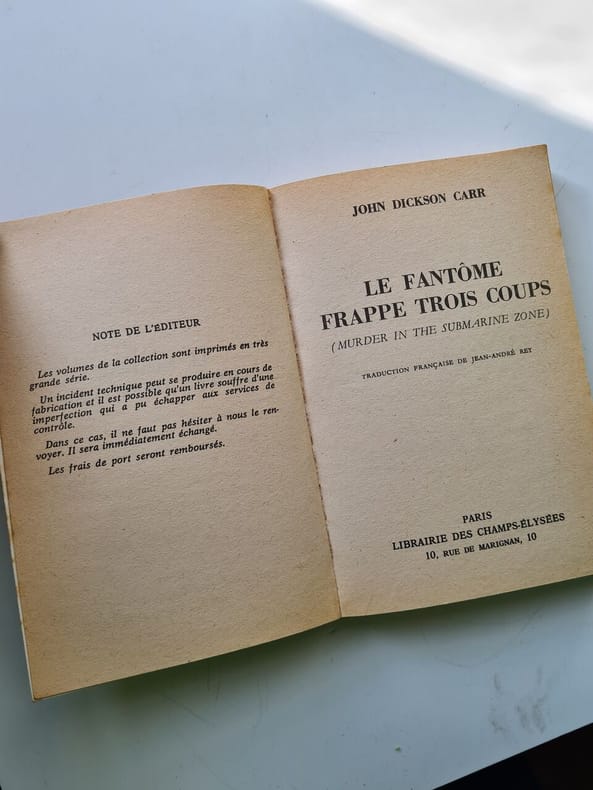 NOTE DE L'ÉDITEUR
Les volumes de la collection sont imprimés en très
grande série.
Un incident technique peut se produire en cours de
fabrication et il est possible qu'un livre souffre d'une
imperfection qui a pu échapper aux services de
contrôle.
Dans ce cas, il ne faut pas hésiter à nous le ren-
voyer. Il sera immédiatement échangé.
Les frais de port seront remboursés.
JOHN DICKSON CARR
LE FANTÔME
FRAPPE TROIS COUPS
(MURDER IN THE SUBMARINE ZONE)
TRADUCTION FRANÇAISE DE JEAN-ANDRÉ REY
PARIS
LIBRAIRIE DES CHAMPS-ÉLYSÉES
10, RUE DE MARIGNAN, 10